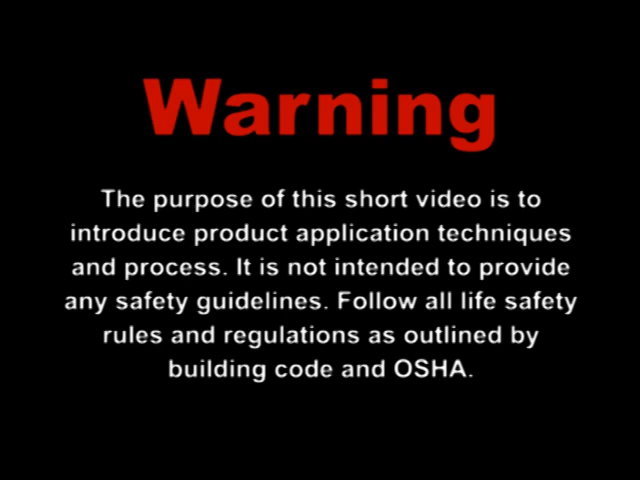 Warning
The purpose of this short video is to
introduce product application techniques
and process. It is not intended to provide
any safety guidelines. Follow all life safety
rules and regulations as outlined by
building code and OSHA.